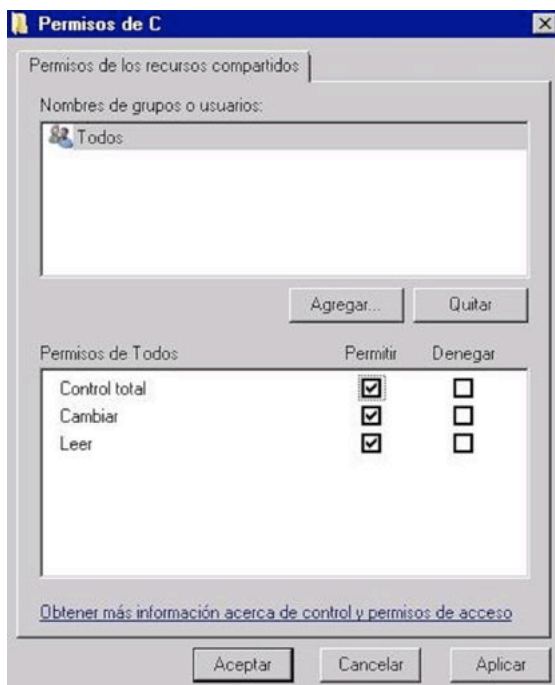 Permisos de C
Permisos de los recursos compartidos
Nombres de grupos o usuarios:
Todos
Agregar... Quitar
Permisos de Todos Permitir Denegar
Control total
Cambiar
Leer
Obtener más información acerca de control y permisos de acceso
Aceptar Cancelar Aplicar